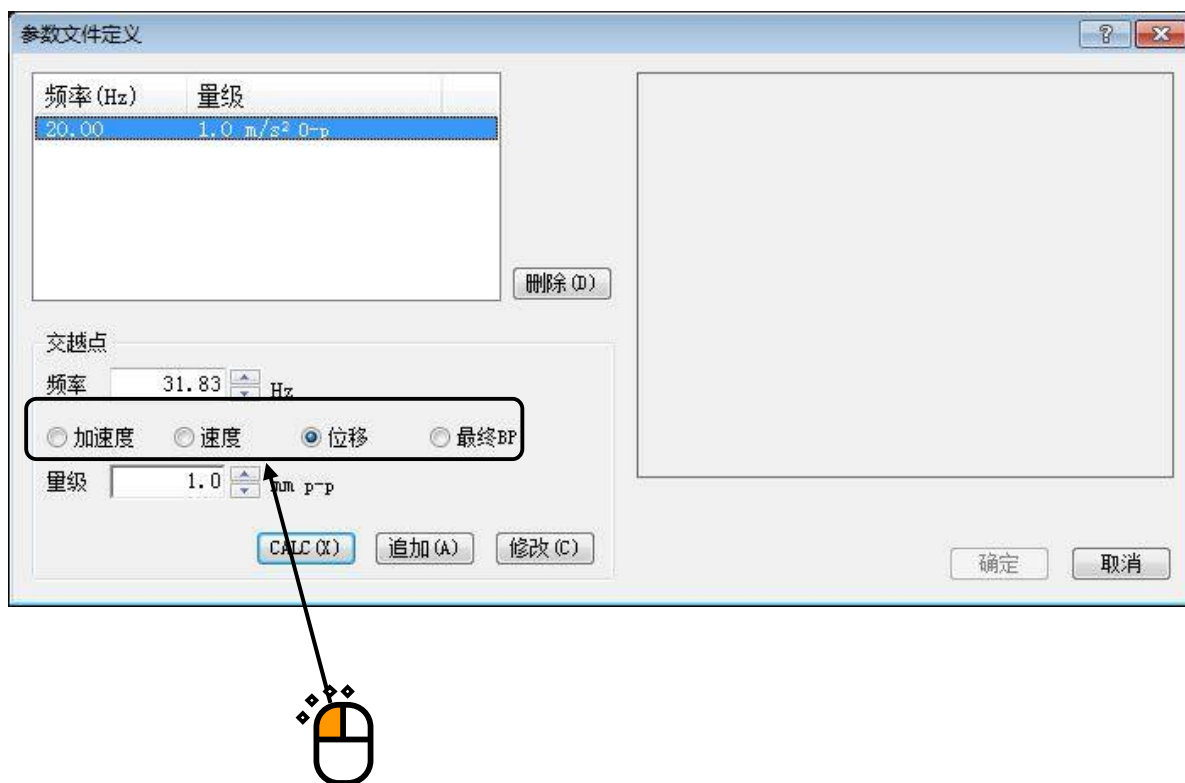 参数文件定义
频率(Hz) 量级
20.00 1.0 m/s² 0-p
删除(D)
交越点
频率 31.83 Hz
加速度 速度 位移 最终BP
量级 1.0 mm p-p
CALC(X) 追加(A) 修改(C)
确定 取消